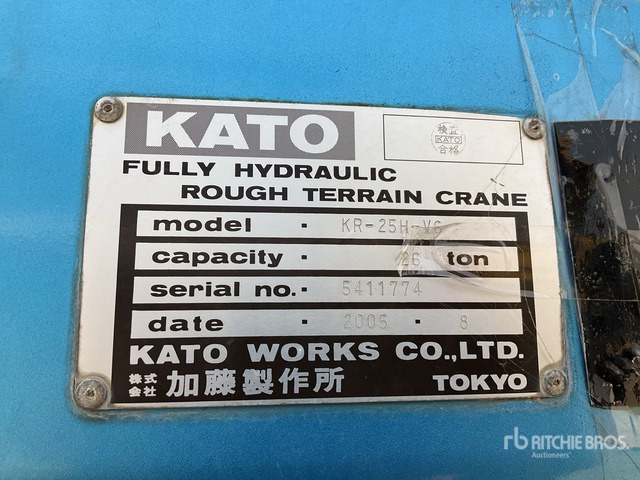 KATO
検査
KATO
合格
FULLY HYDRAULIC
ROUGH TERRAIN CRANE
model · KR-25H-V6
capacity · 26 ton
serial no. · 5411774
date · 2005 · 8
KATO WORKS CO.,LTD.
株式会社 加藤製作所 TOKYO
rb RITCHIE BROS.
Auctioneers